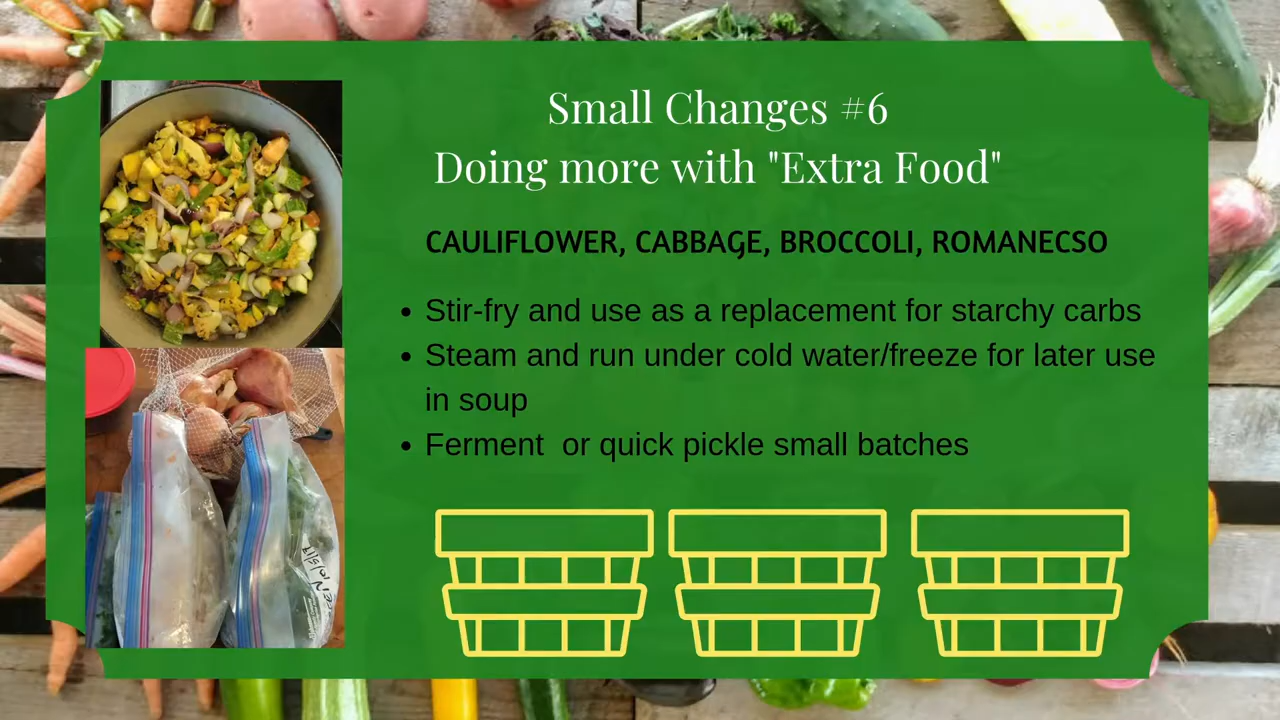 Small Changes #6
Doing more with "Extra Food"
CAULIFLOWER, CABBAGE, BROCCOLI, ROMANECSO
• Stir-fry and use as a replacement for starchy carbs
• Steam and run under cold water/freeze for later use
in soup
• Ferment  or quick pickle small batches